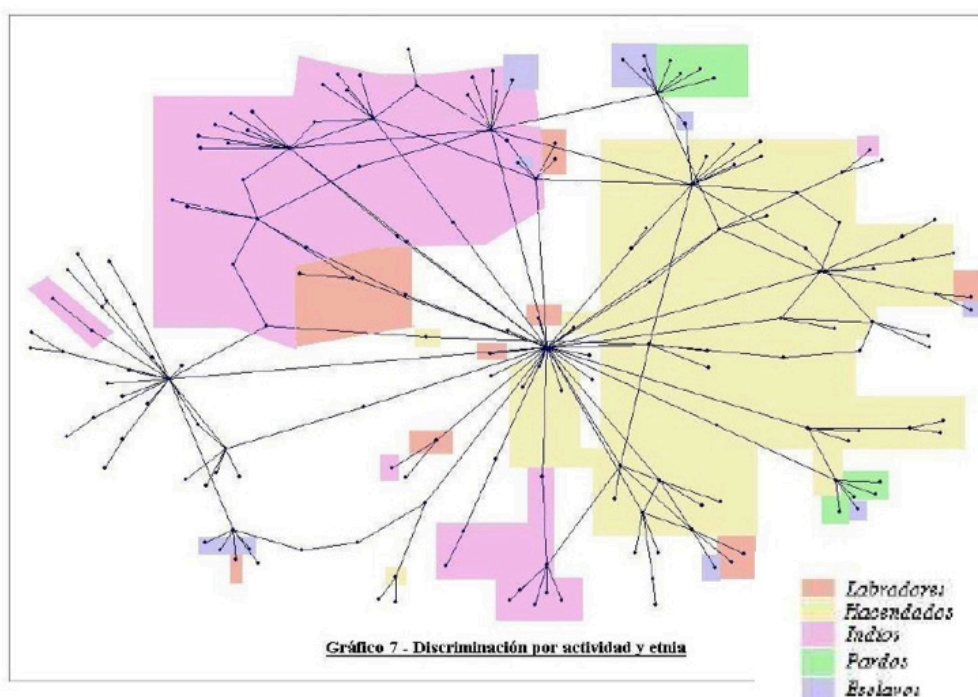 Gráfico 7 - Discriminación por actividad y etnia
Labradores
Hacendados
Indios
Pardos
Esclavos